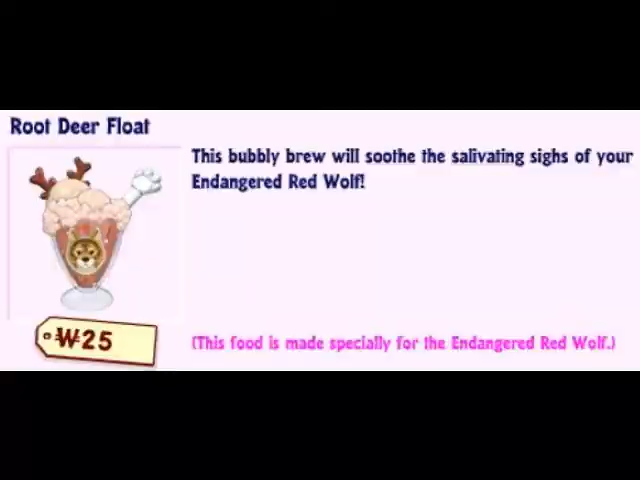 Root Deer Float
This bubbly brew will soothe the salivating sighs of your
Endangered Red Wolf!
₩25
(This food is made specially for the Endangered Red Wolf.)